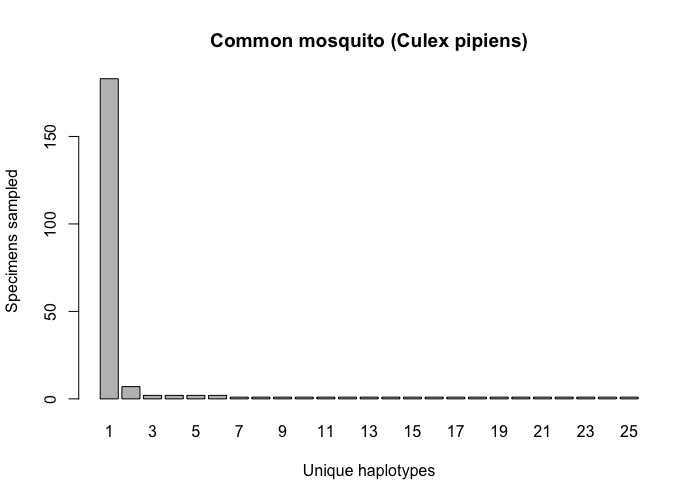 Common mosquito (Culex pipiens)
Specimens sampled
150
100
50
0
1 3 5 7 9 11 13 15 17 19 21 23 25
Unique haplotypes